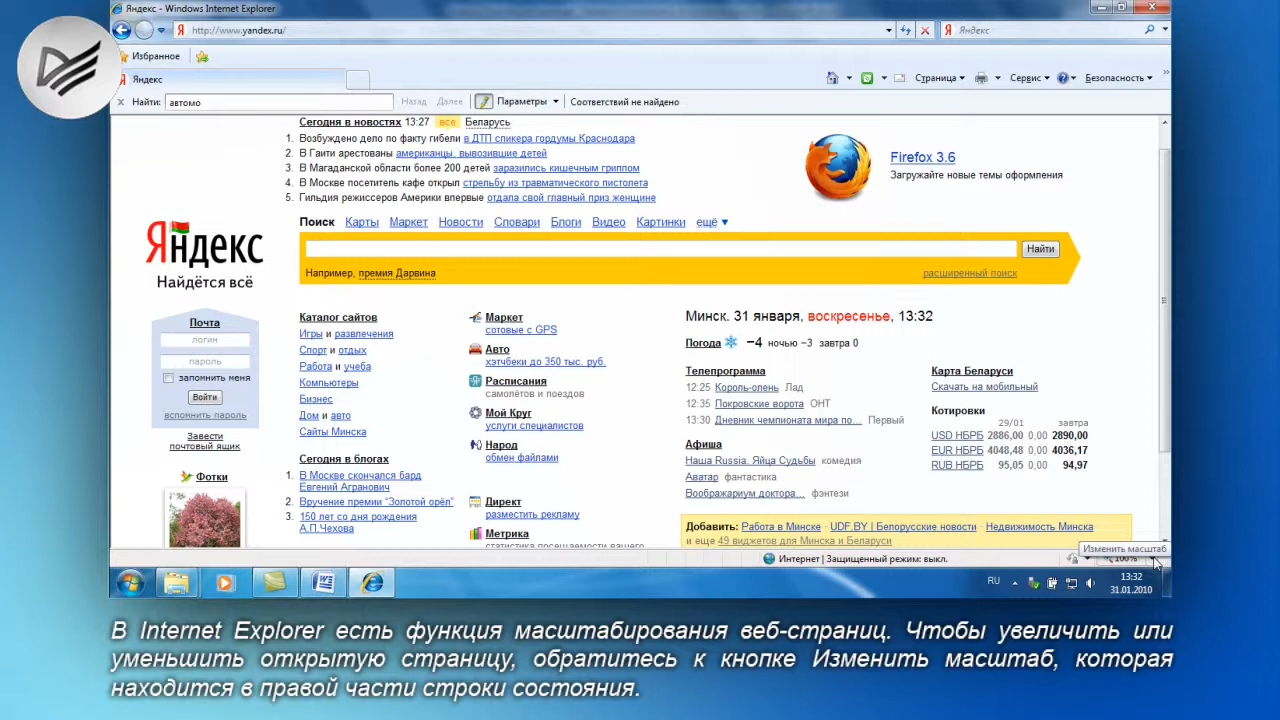 Яндекс - Windows Internet Explorer
http://www.yandex.ru/
Яндекс
Избранное
Яндекс
Страница
Сервис
Безопасность
Найти: автомо
Назад Далее Параметры Соответствий не найдено
Сегодня в новостях 13:27 все Беларусь
1. Возбуждено дело по факту гибели в ДТП спикера гордумы Краснодара
2. В Гаити арестованы американцы, вывозившие детей
3. В Магаданской области более 200 детей заразились кишечным гриппом
4. В Москве посетитель кафе открыл стрельбу из травматического пистолета
5. Гильдия режиссеров Америки впервые отдала свой главный приз женщине
Firefox 3.6
Загружайте новые темы оформления
Яндекс
Найдётся всё
Поиск Карты Маркет Новости Словари Блоги Видео Картинки ещё ▼
Найти
Например, премия Дарвина
расширенный поиск
Почта
логин
пароль
запомнить меня
Войти
вспомнить пароль
Завести
почтовый ящик
Фотки
Каталог сайтов
Игры и развлечения
Спорт и отдых
Работа и учеба
Компьютеры
Бизнес
Дом и авто
Сайты Минска
Сегодня в блогах
1. В Москве скончался бард
Евгений Агранович
2. Вручение премии "Золотой орёл"
3. 150 лет со дня рождения
А.П.Чехова
Маркет
сотовые с GPS
Авто
хэтчбеки до 350 тыс. руб.
Расписания
самолётов и поездов
Мой Круг
услуги специалистов
Народ
обмен файлами
Директ
разместить рекламу
Метрика
статистика посещаемости вашего
Минск. 31 января, воскресенье, 13:32
Погода −4 ночью −3 завтра 0
Телепрограмма
12:25 Король-олень Лад
12:35 Покровские ворота ОНТ
13:30 Дневник чемпионата мира по... Первый
Афиша
Наша Russia. Яйца Судьбы комедия
Аватар фантастика
Воображариум доктора... фэнтези
Карта Беларуси
Скачать на мобильный
Котировки
29/01 завтра
USD НБРБ 2886,00 0,00 2890,00
EUR НБРБ 4048,48 0,00 4036,17
RUB НБРБ 95,05 0,00 94,97
Добавить: Работа в Минске · UDF.BY | Белорусские новости · Недвижимость Минска
и еще 49 виджетов для Минска и Беларуси
Изменить масштаб
Интернет | Защищенный режим: выкл.
100%
RU
13:32
31.01.2010
В Internet Explorer есть функция масштабирования веб-страниц. Чтобы увеличить или
уменьшить открытую страницу, обратитесь к кнопке Изменить масштаб, которая
находится в правой части строки состояния.